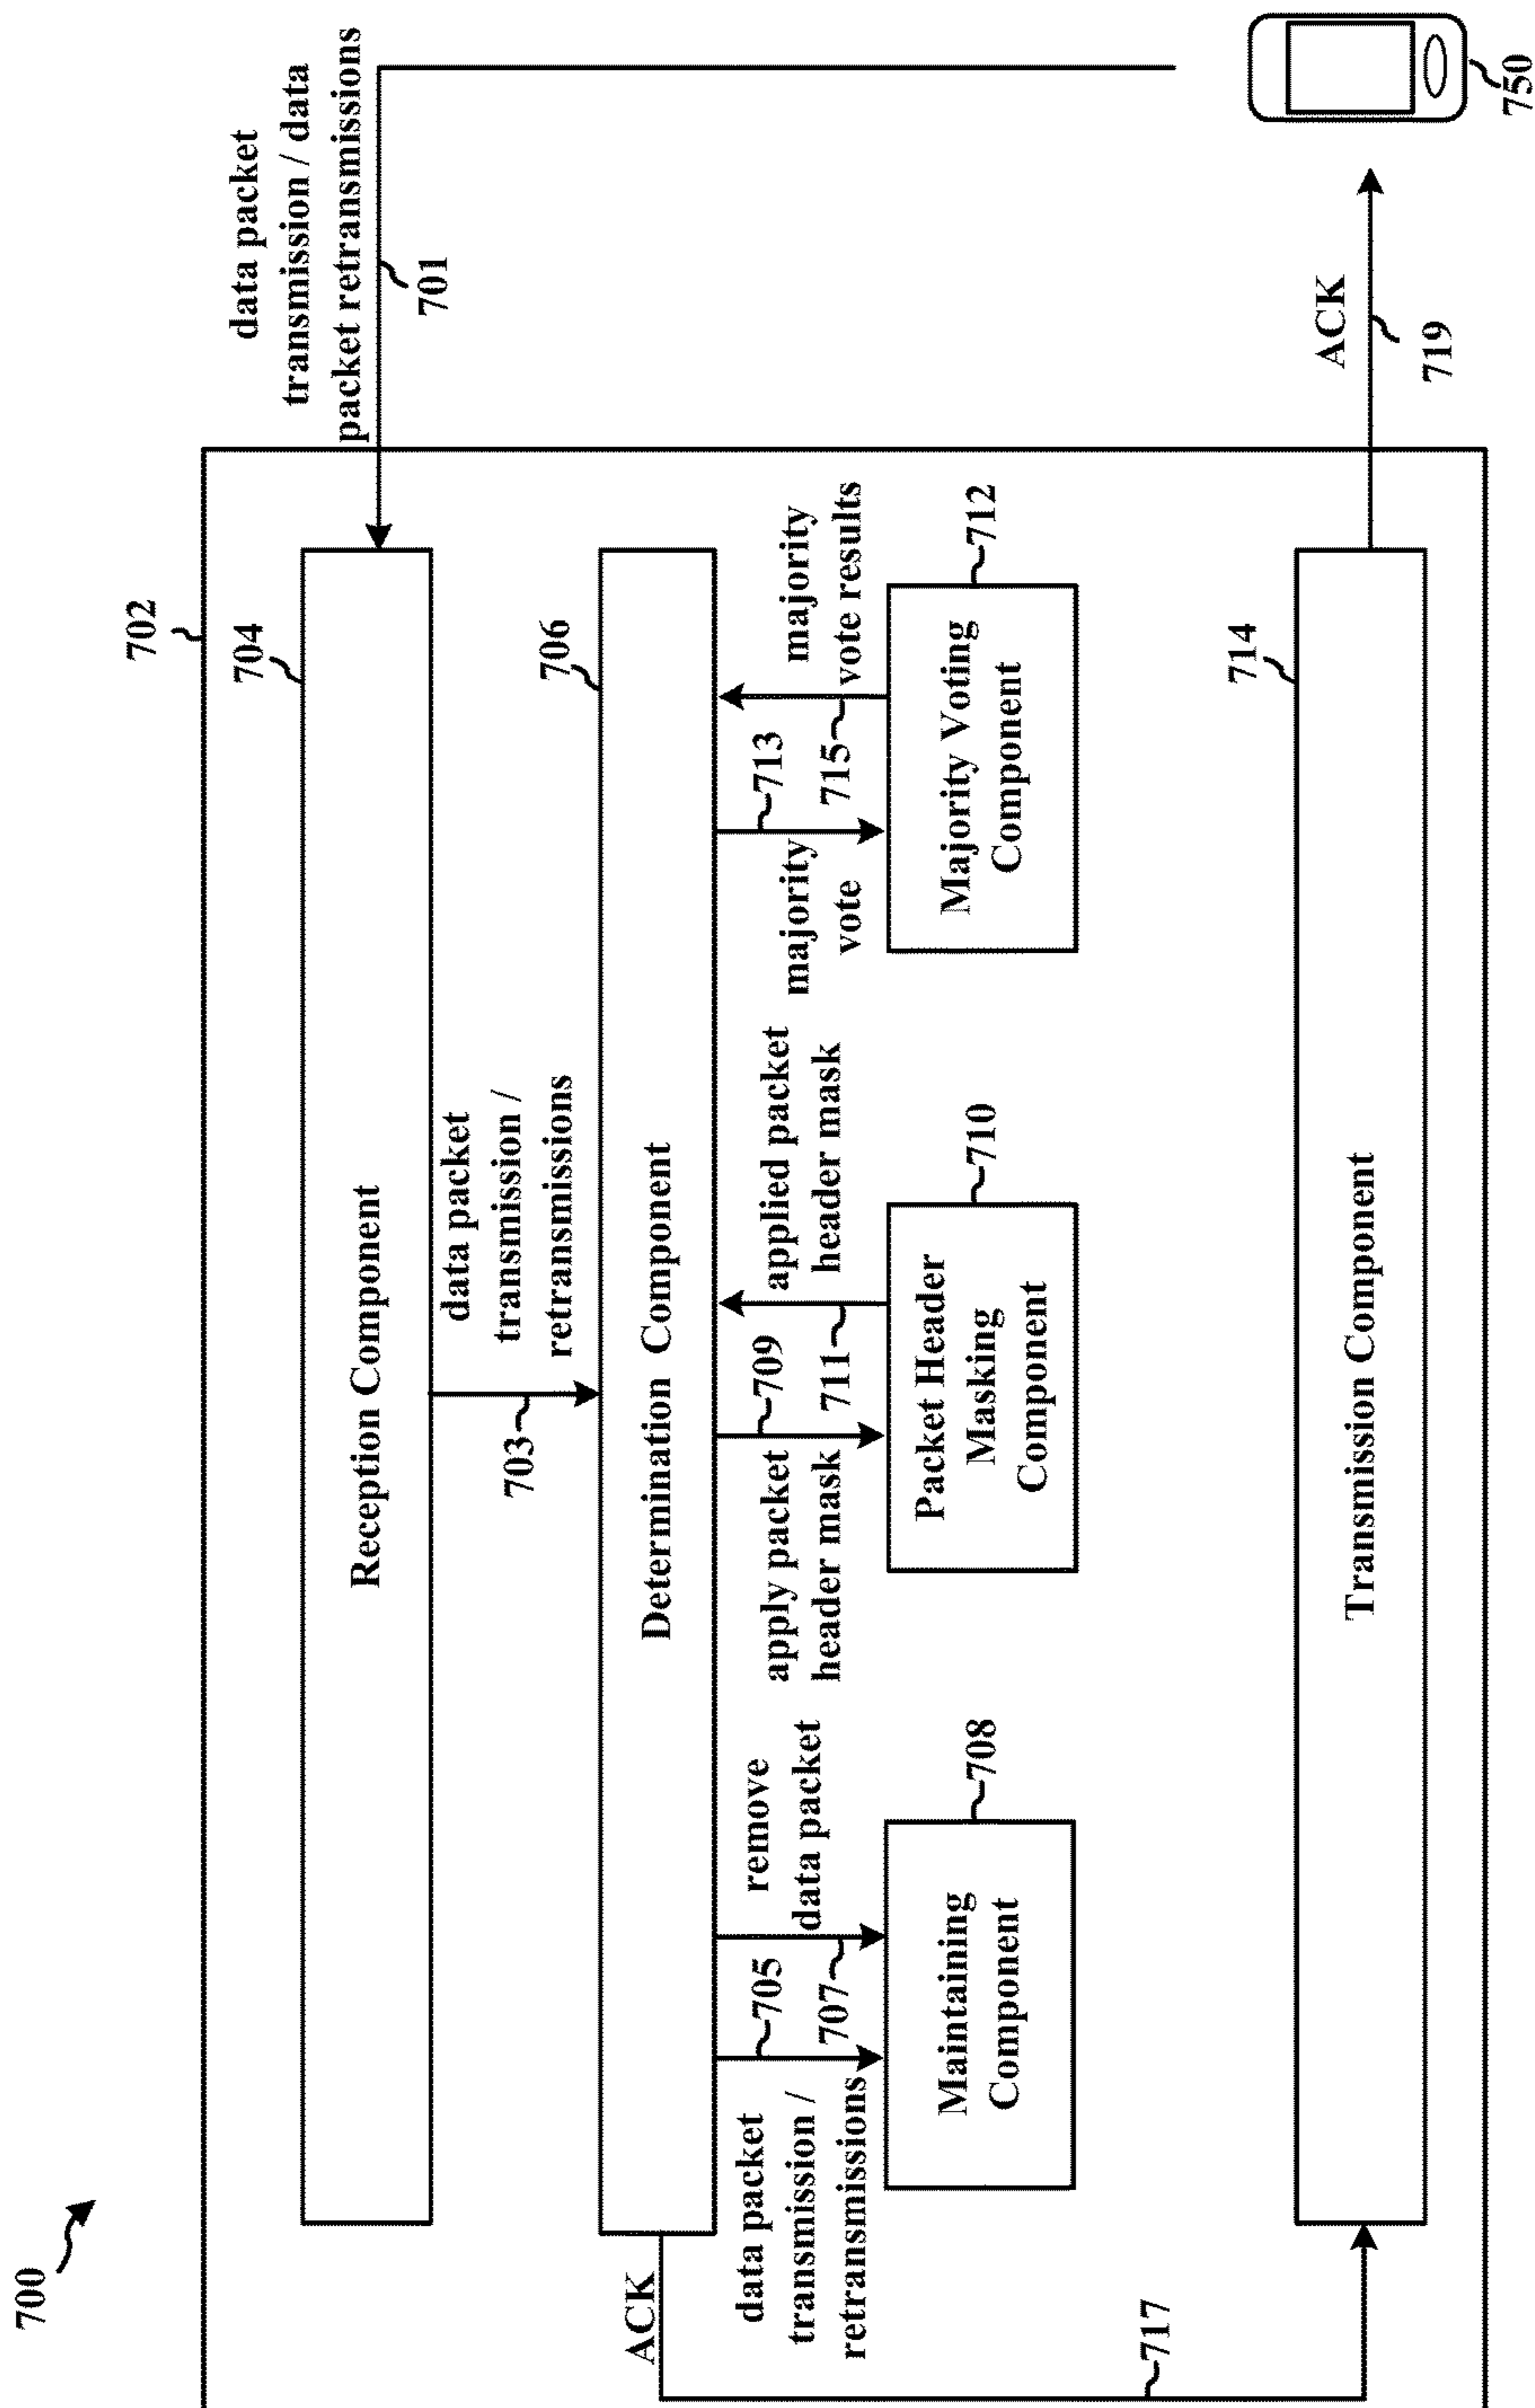 700
702
704
Reception Component
data packet
transmission / data
packet retransmissions
701
703
data packet
transmission /
retransmissions
706
Determination Component
ACK
data packet
transmission /
retransmissions
705
707
remove
data packet
Maintaining
Component
708
apply packet
header mask
709
711
applied packet
header mask
Packet Header
Masking
Component
710
majority
vote
713
715
majority
vote results
Majority Voting
Component
712
717
714
Transmission Component
ACK
719
750